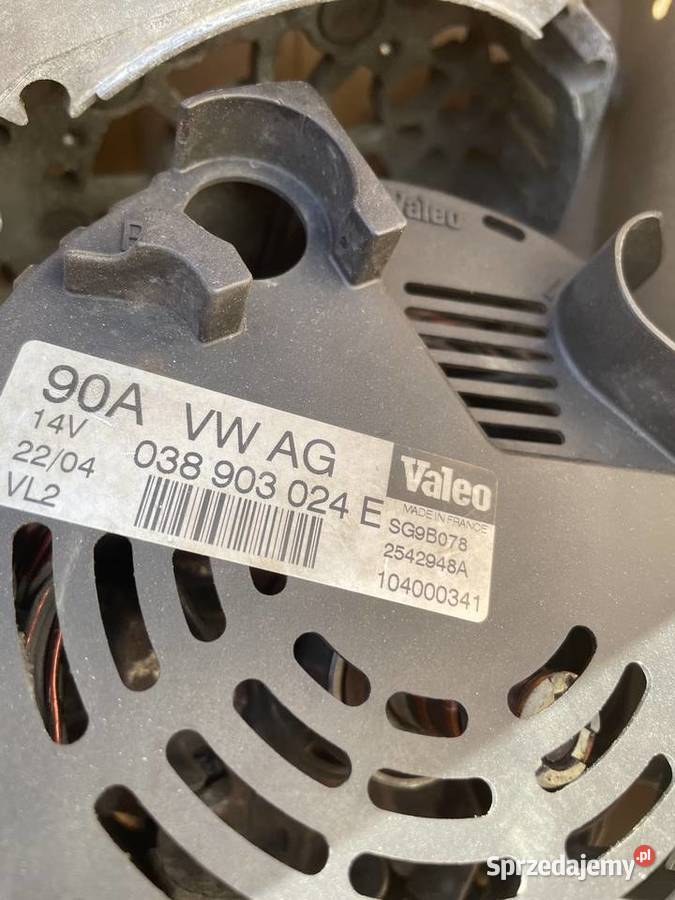 Valeo
B
90A VW AG
14V
038 903 024 E
22/04
VL2
Valeo
MADE IN FRANCE
SG9B078
2542948A
104000341
Sprzedajemy.pl